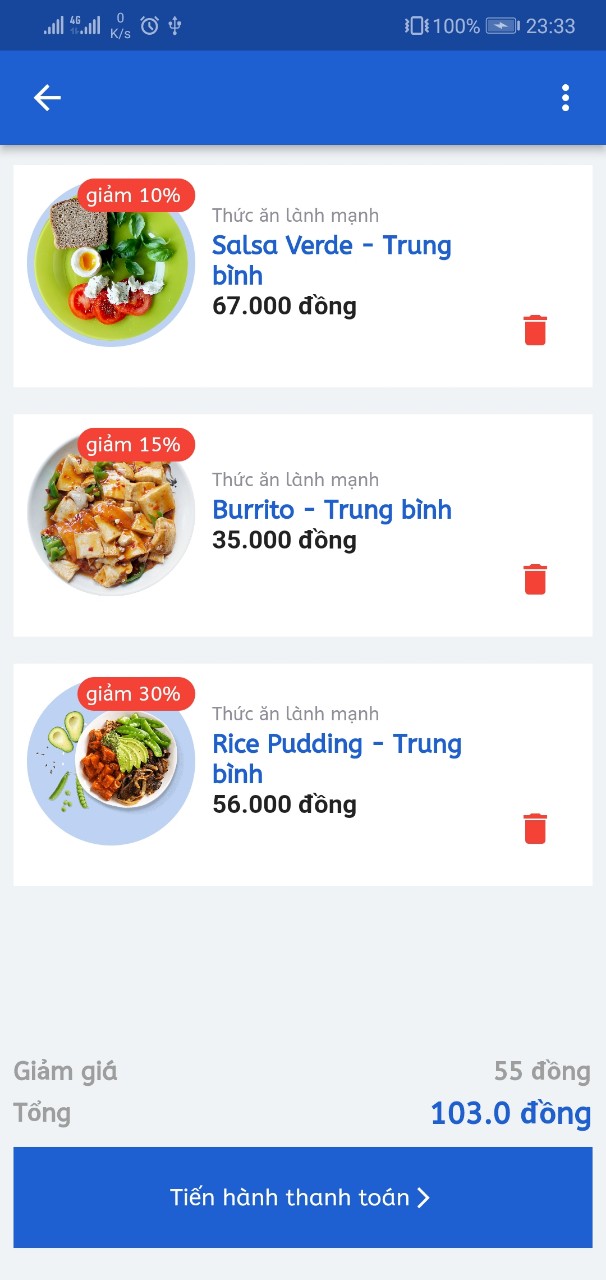 4G
0
K/s
100%
23:33
giảm 10%
Thức ăn lành mạnh
Salsa Verde - Trung
bình
67.000 đồng
giảm 15%
Thức ăn lành mạnh
Burrito - Trung bình
35.000 đồng
giảm 30%
Thức ăn lành mạnh
Rice Pudding - Trung
bình
56.000 đồng
Giảm giá
55 đồng
Tổng
103.0 đồng
Tiến hành thanh toán